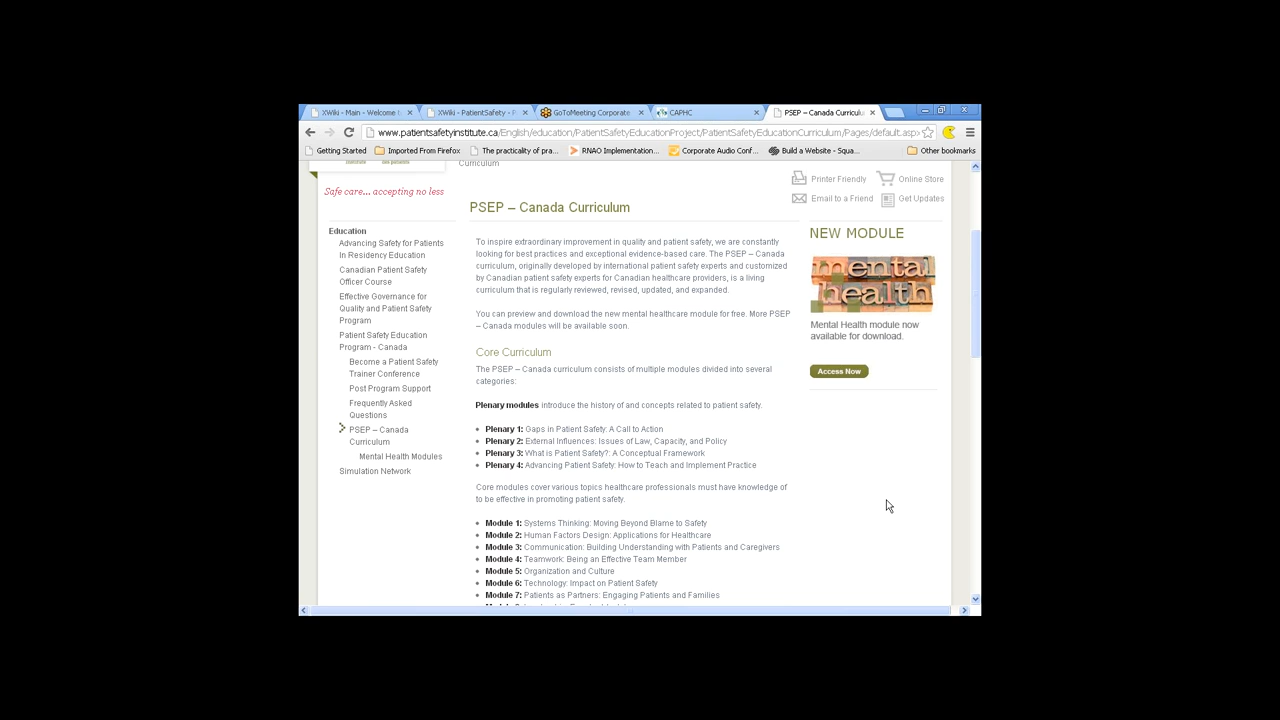 XWiki - Main - Welcome t
XWiki - PatientSafety - P
GoToMeeting Corporate
CAPHC
PSEP – Canada Curriculu
www.patientsafetyinstitute.ca/English/education/PatientSafetyEducationProject/PatientSafetyEducationCurriculum/Pages/default.aspx
Getting Started
Imported From Firefox
The practicality of pra...
RNAO Implementation...
Corporate Audio Conf...
Build a Website - Squa...
Other bookmarks
Curriculum
Safe care... accepting no less
Printer Friendly
Online Store
Email to a Friend
Get Updates
Education
Advancing Safety for Patients
In Residency Education
Canadian Patient Safety
Officer Course
Effective Governance for
Quality and Patient Safety
Program
Patient Safety Education
Program - Canada
Become a Patient Safety
Trainer Conference
Post Program Support
Frequently Asked
Questions
PSEP – Canada
Curriculum
Mental Health Modules
Simulation Network
PSEP – Canada Curriculum
To inspire extraordinary improvement in quality and patient safety, we are constantly
looking for best practices and exceptional evidence-based care. The PSEP – Canada
curriculum, originally developed by international patient safety experts and customized
by Canadian patient safety experts for Canadian healthcare providers, is a living
curriculum that is regularly reviewed, revised, updated, and expanded.
You can preview and download the new mental healthcare module for free. More PSEP
– Canada modules will be available soon.
Core Curriculum
The PSEP – Canada curriculum consists of multiple modules divided into several
categories:
Plenary modules introduce the history of and concepts related to patient safety.
Plenary 1: Gaps in Patient Safety: A Call to Action
Plenary 2: External Influences: Issues of Law, Capacity, and Policy
Plenary 3: What is Patient Safety?: A Conceptual Framework
Plenary 4: Advancing Patient Safety: How to Teach and Implement Practice
Core modules cover various topics healthcare professionals must have knowledge of
to be effective in promoting patient safety.
Module 1: Systems Thinking: Moving Beyond Blame to Safety
Module 2: Human Factors Design: Applications for Healthcare
Module 3: Communication: Building Understanding with Patients and Caregivers
Module 4: Teamwork: Being an Effective Team Member
Module 5: Organization and Culture
Module 6: Technology: Impact on Patient Safety
Module 7: Patients as Partners: Engaging Patients and Families
NEW MODULE
mental
health
Mental Health module now
available for download.
Access Now